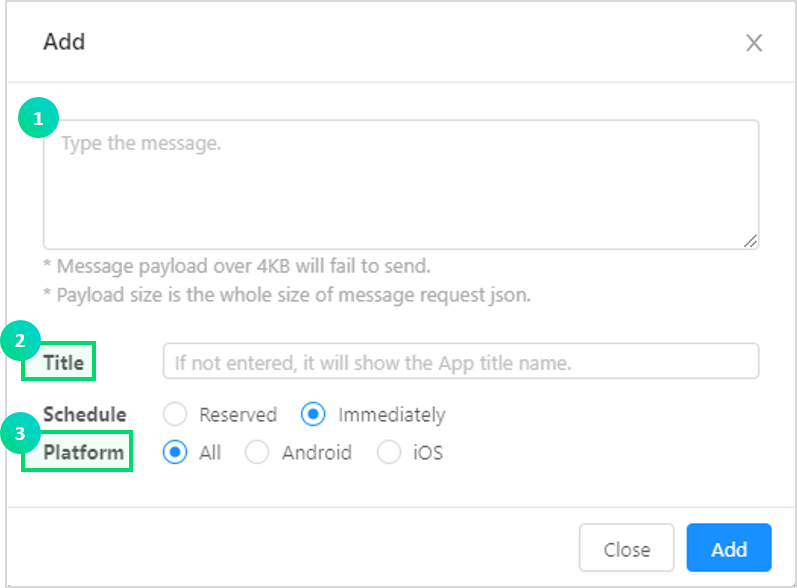 Add
1
Type the message.
* Message payload over 4KB will fail to send.
* Payload size is the whole size of message request json.
2
Title If not entered, it will show the App title name.
Schedule Reserved Immediately
3
Platform All Android iOS
Close Add